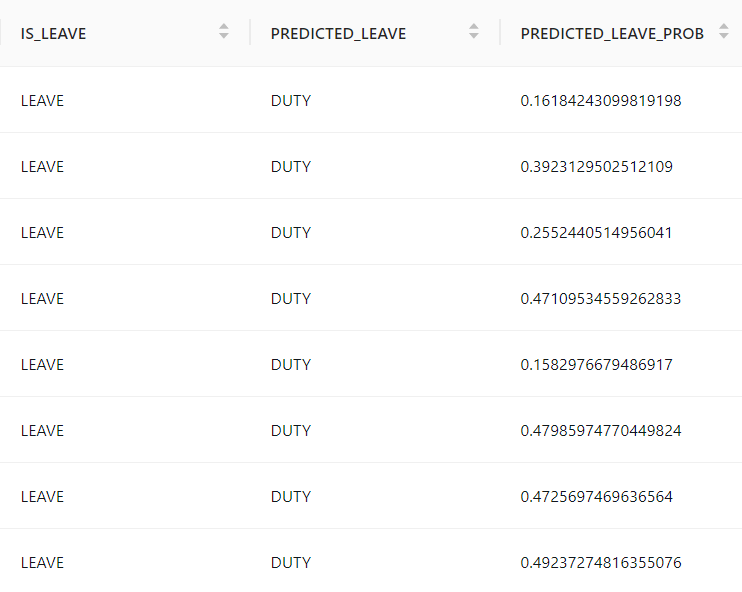 IS_LEAVE PREDICTED_LEAVE PREDICTED_LEAVE_PROB
LEAVE DUTY 0.16184243099819198
LEAVE DUTY 0.3923129502512109
LEAVE DUTY 0.2552440514956041
LEAVE DUTY 0.47109534559262833
LEAVE DUTY 0.1582976679486917
LEAVE DUTY 0.47985974770449824
LEAVE DUTY 0.4725697469636564
LEAVE DUTY 0.49237274816355076